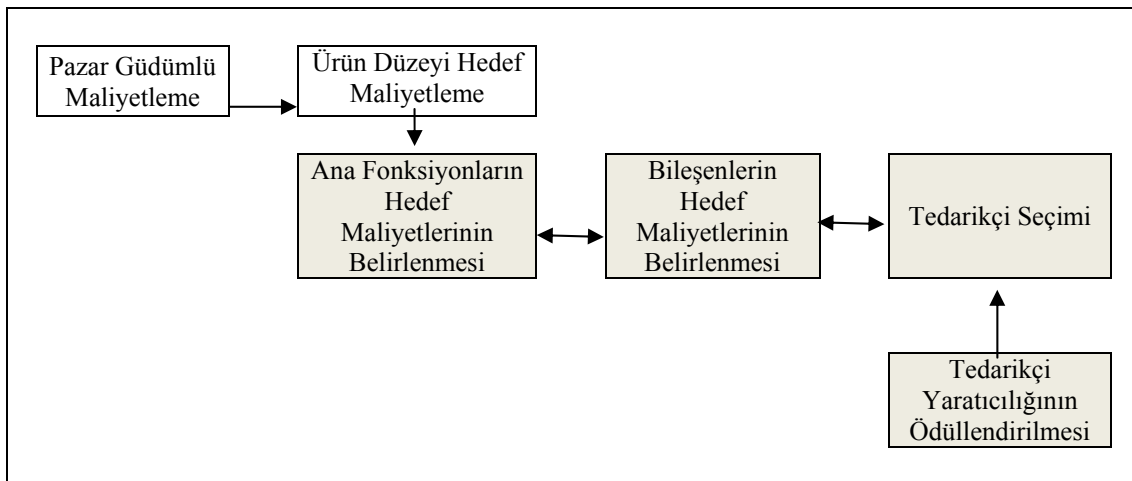 Pazar Güdümlü
Maliyetleme
Ürün Düzeyi Hedef
Maliyetleme
Ana Fonksiyonların
Hedef
Maliyetlerinin
Belirlenmesi
Bileşenlerin
Hedef
Maliyetlerinin
Belirlenmesi
Tedarikçi Seçimi
Tedarikçi
Yaratıcılığının
Ödüllendirilmesi